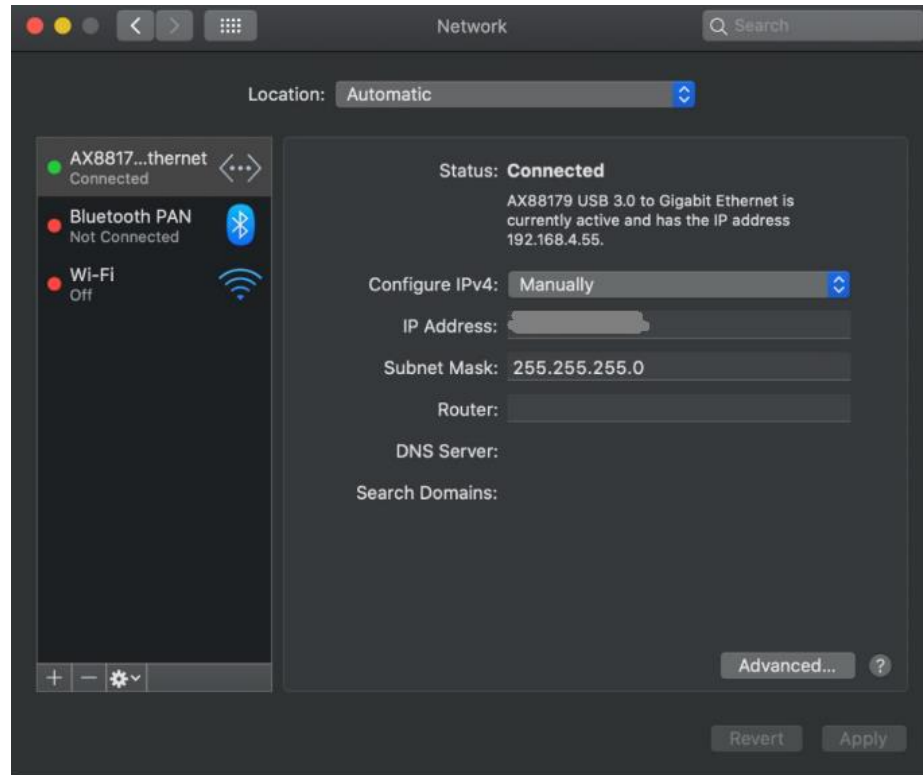 Network
Search
Location: Automatic
AX8817...thernet
Connected
Bluetooth PAN
Not Connected
Wi-Fi
Off
Status: Connected
AX88179 USB 3.0 to Gigabit Ethernet is
currently active and has the IP address
192.168.4.55.
Configure IPv4: Manually
IP Address:
Subnet Mask: 255.255.255.0
Router:
DNS Server:
Search Domains:
Advanced... ?
Revert Apply